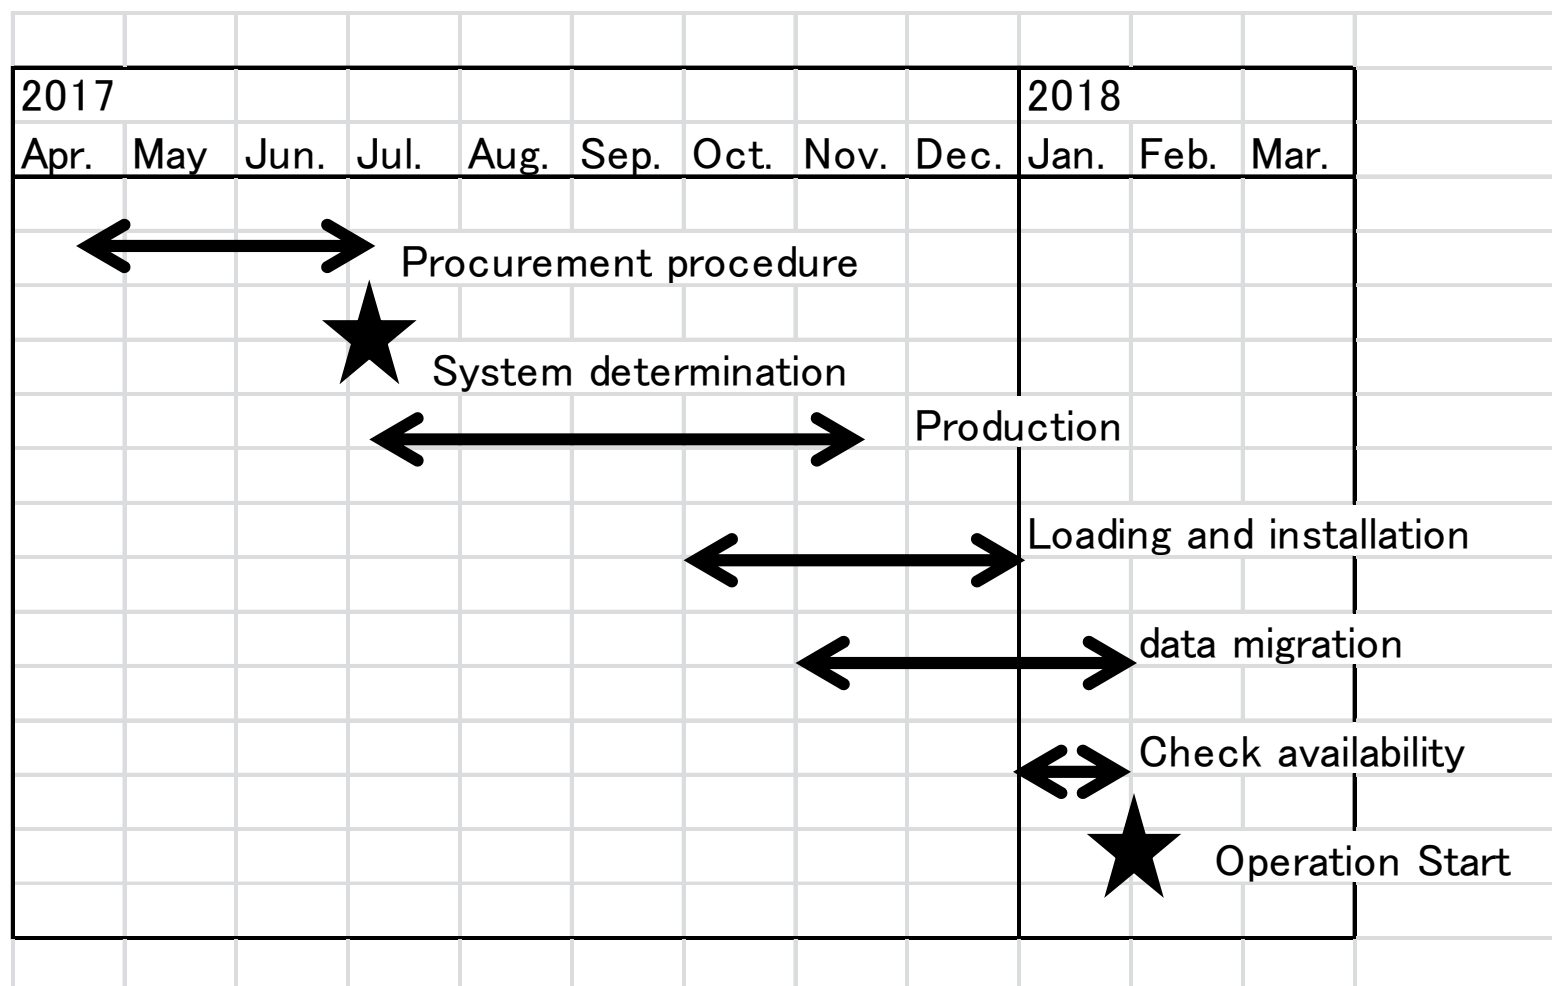 2017 2018
Apr. May Jun. Jul. Aug. Sep. Oct. Nov. Dec. Jan. Feb. Mar.
Procurement procedure
System determination
Production
Loading and installation
data migration
Check availability
Operation Start